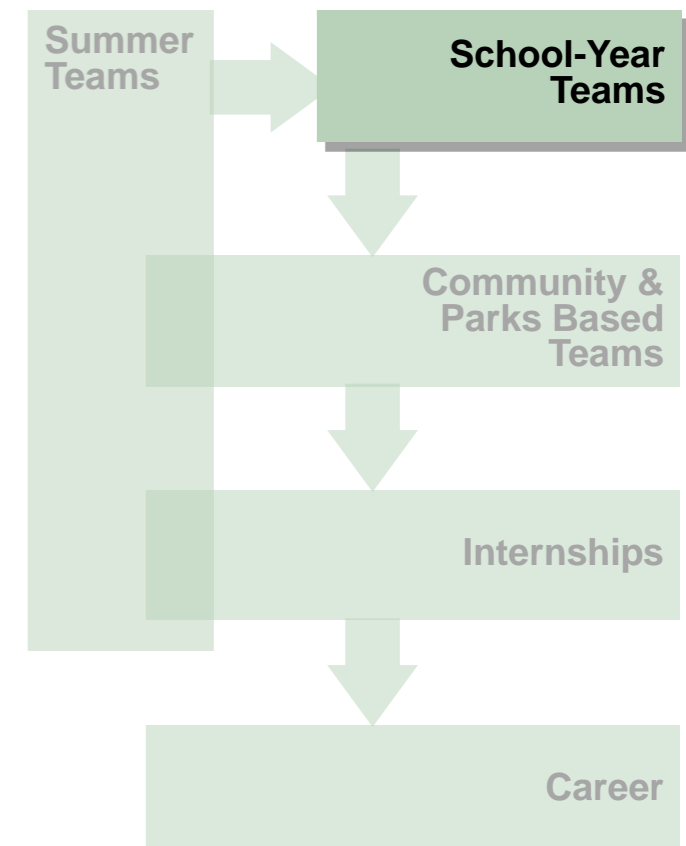 Summer
Teams
School-Year
Teams
Community &
Parks Based
Teams
Internships
Career